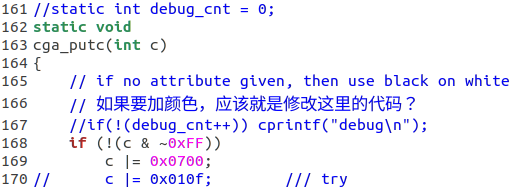 161 //static int debug_cnt = 0;
162 static void
163 cga_putc(int c)
164 {
165     // if no attribute given, then use black on white
166     // 如果要加颜色，应该就是修改这里的代码？
167     //if(!(debug_cnt++)) cprintf("debug\n");
168     if (!(c & ~0xFF))
169         c |= 0x0700;
170 //      c |= 0x010f;        /// try